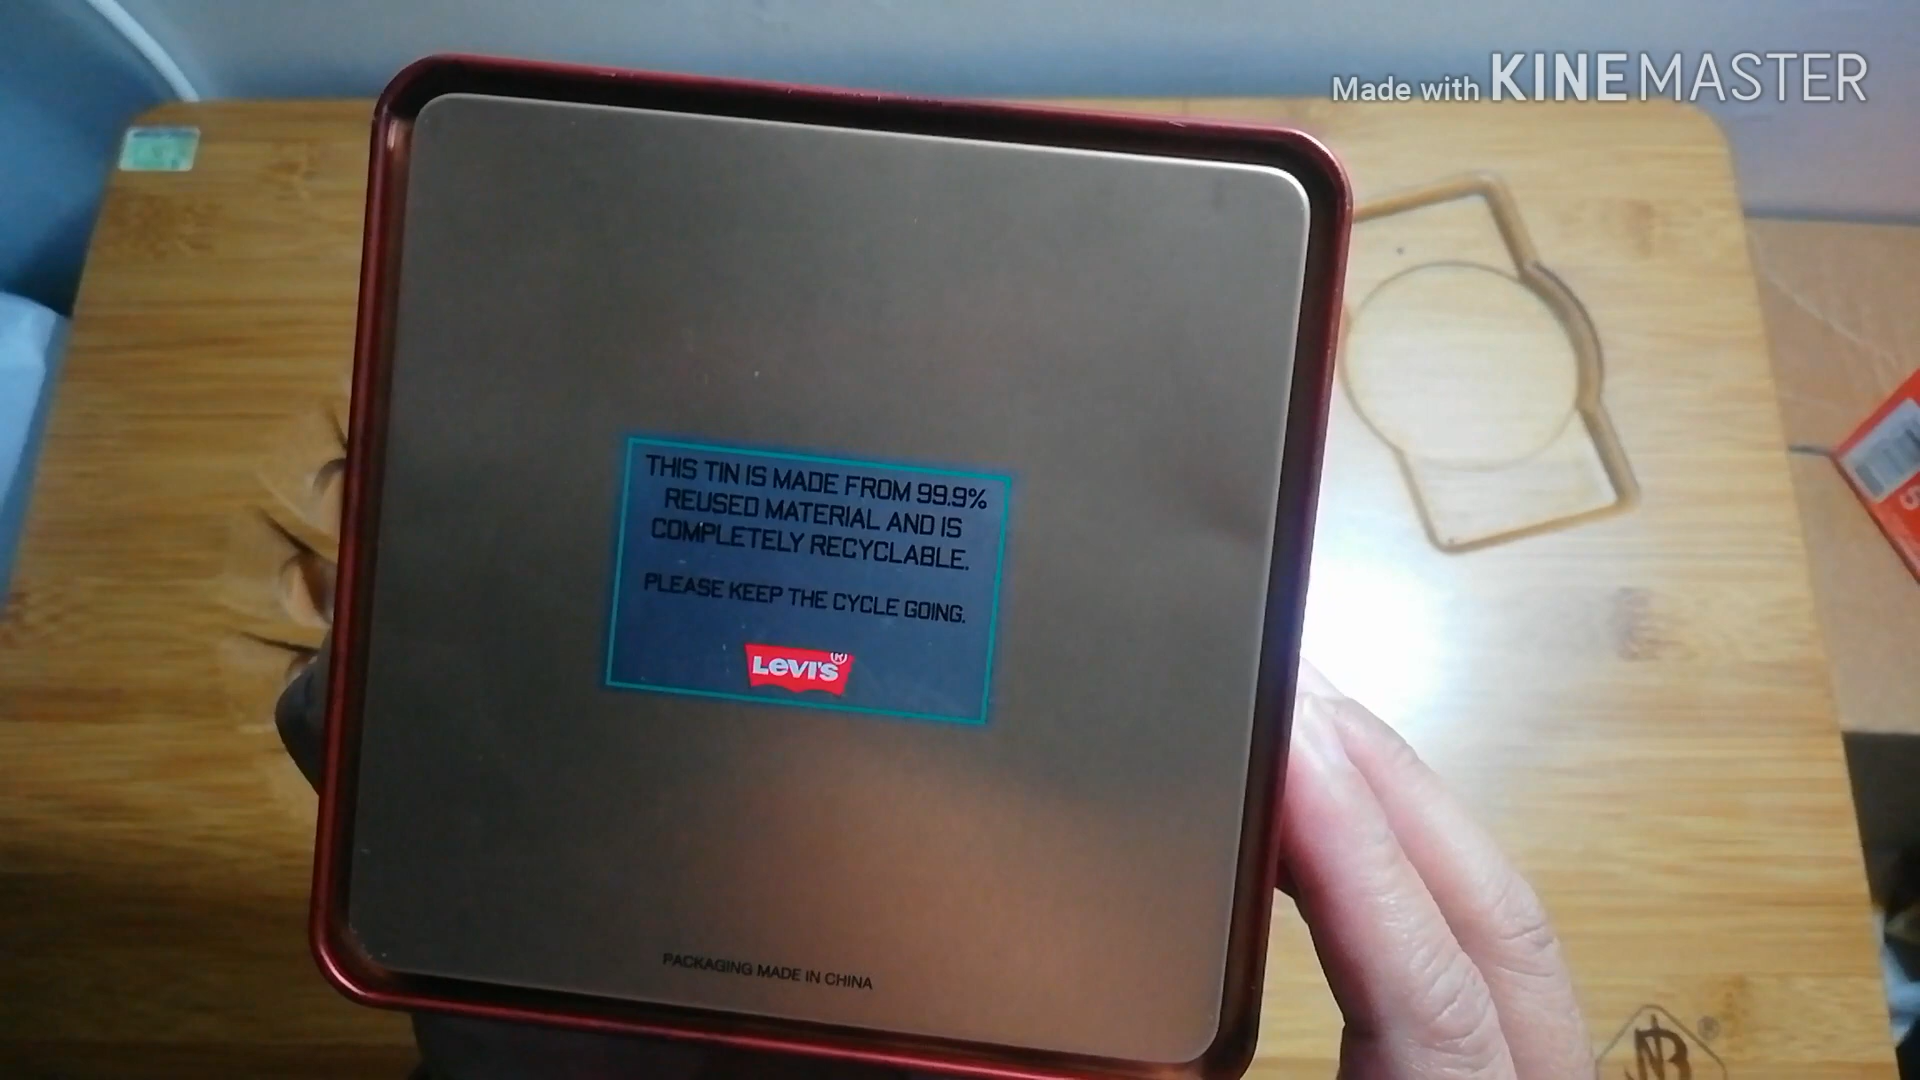 Made with KINEMASTER
THIS TIN IS MADE FROM 99.9%
REUSED MATERIAL AND IS
COMPLETELY RECYCLABLE.
PLEASE KEEP THE CYCLE GOING.
LEVI'S®
PACKAGING MADE IN CHINA